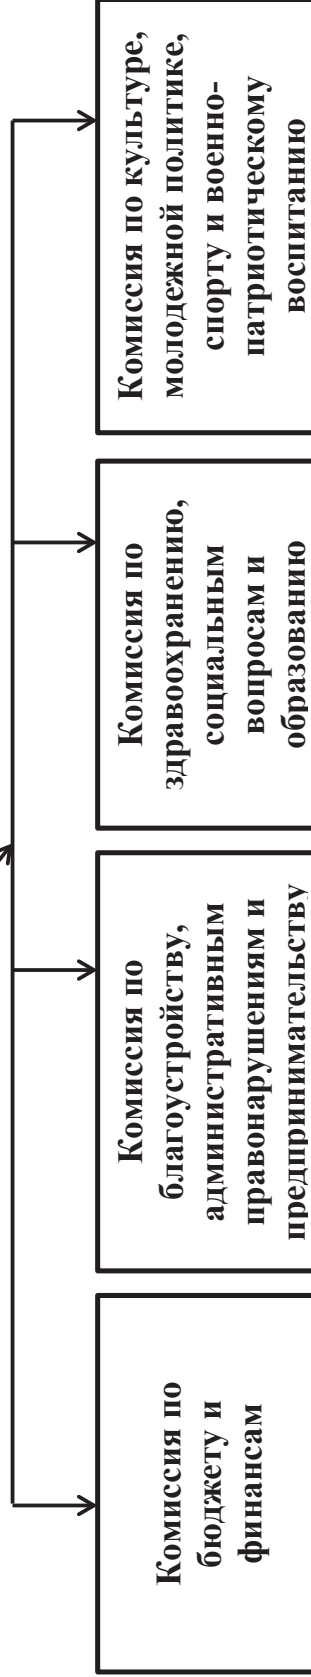 Комиссия по
бюджету и
финансам
Комиссия по
благоустройству,
административным
правонарушениям и
предпринимательству
Комиссия по
здравоохранению,
социальным
вопросам и
образованию
Комиссия по культуре,
молодежной политике,
спорту и военно-
патриотическому
воспитанию